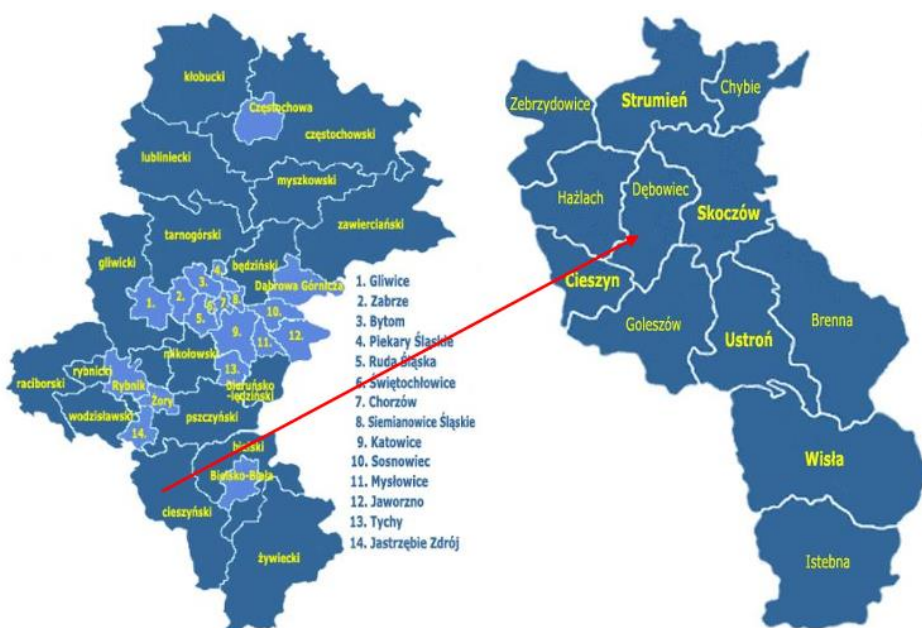 kłobucki
Częstochowa
częstochowski
lubliniecki
myszkowski
zawierciański
tarnogórski
gliwicki
będziński
Dąbrowa Górnicza
4.
3.
2.
1.
6.
7.
8.
5.
9.
10.
11.
12.
mikołowski
13.
rybnicki
raciborski
Rybnik
bieruńsko
-lędziński
Żory
wodzisławski
pszczyński
14.
bielski
Bielsko-Biała
cieszyński
żywiecki
1. Gliwice
2. Zabrze
3. Bytom
4. Piekary Śląskie
5. Ruda Śląska
6. Świętochłowice
7. Chorzów
8. Siemianowice Śląskie
9. Katowice
10. Sosnowiec
11. Mysłowice
12. Jaworzno
13. Tychy
14. Jastrzębie Zdrój
Zebrzydowice
Strumień
Chybie
Hażlach
Dębowiec
Skoczów
Cieszyn
Goleszów
Ustroń
Brenna
Wisła
Istebna